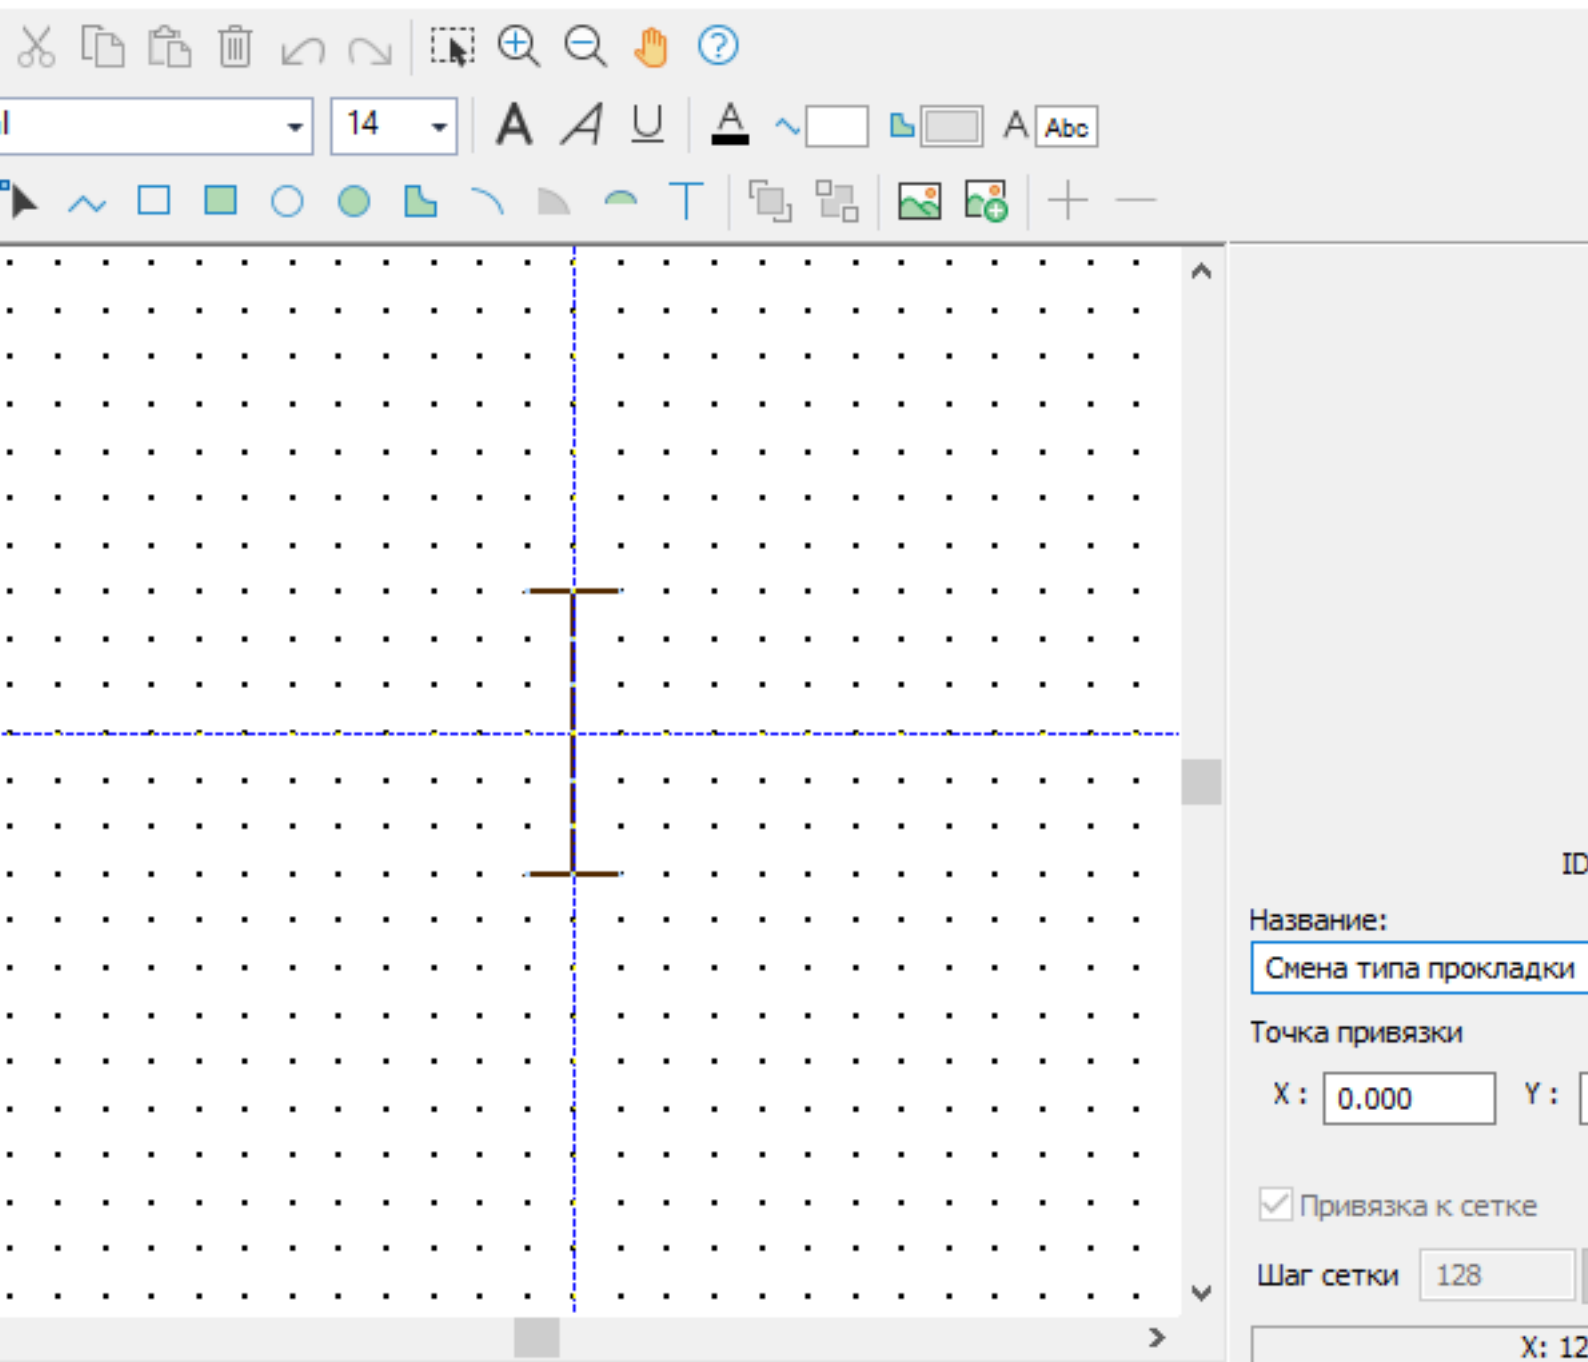 14
A A U A A Abc
T
ID
Название:
Смена типа прокладки
Точка привязки
X : 0.000 Y :
Привязка к сетке
Шаг сетки 128
X: 12